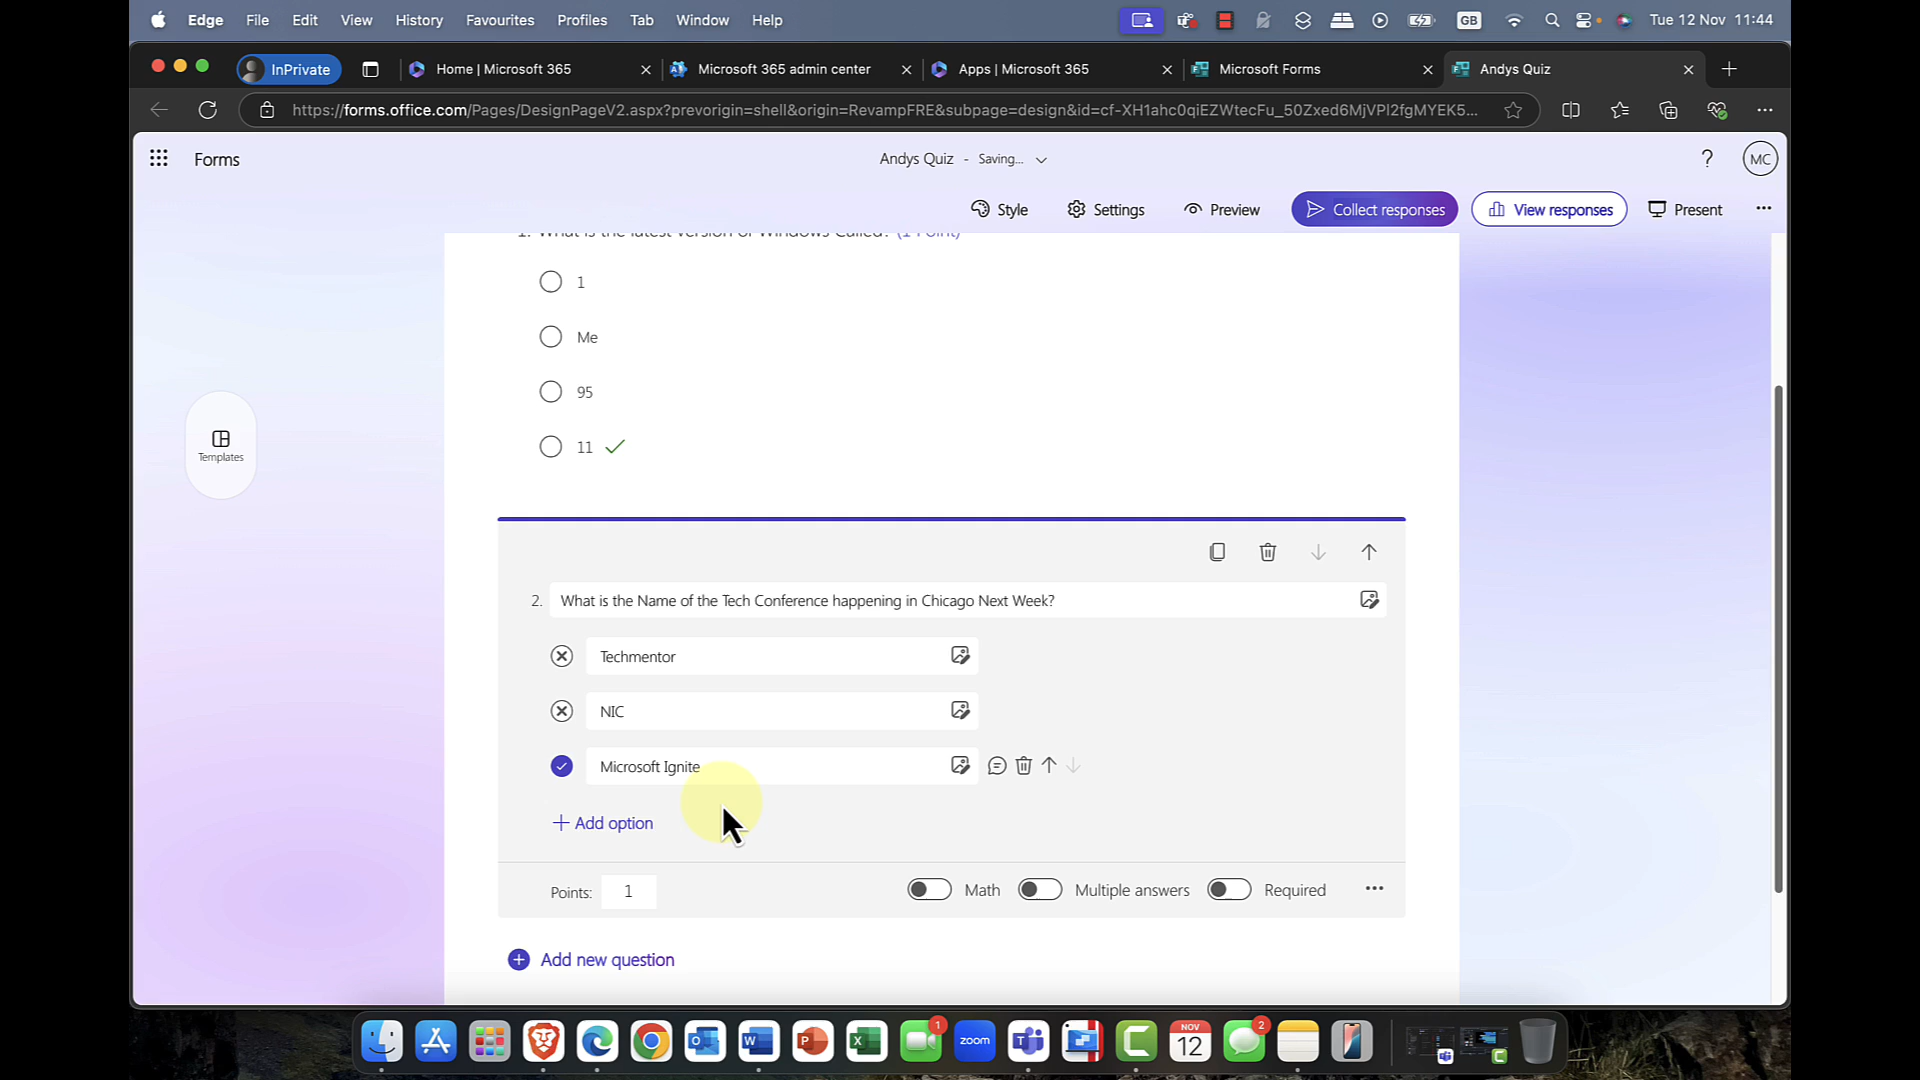 Edge File Edit View History Favourites Profiles Tab Window Help GB Tue 12 Nov 11:44
InPrivate Home | Microsoft 365 Microsoft 365 admin center Apps | Microsoft 365 Microsoft Forms Andys Quiz
https://forms.office.com/Pages/DesignPageV2.aspx?prevorigin=shell&origin=RevampFRE&subpage=design&id=cf-XH1ahc0qiEZWtecFu_50Zxed6MjVPl2fgMYEK5...
Forms Andys Quiz - Saving... ? MC
Style Settings Preview Collect responses View responses Present
1. What is the latest version of Windows Called? (1 Point)
1
Me
95
11
Templates
2. What is the Name of the Tech Conference happening in Chicago Next Week?
Techmentor
NIC
Microsoft Ignite
Add option
Points: 1 Math Multiple answers Required
Add new question
1 zoom NOV 12 2